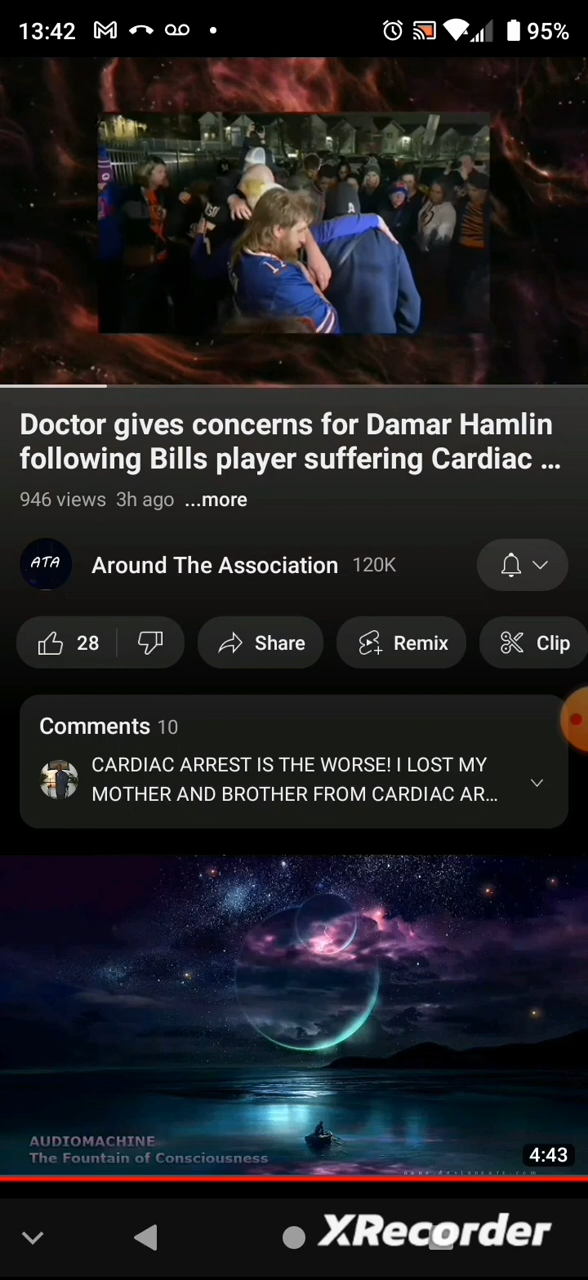 13:42
95%
Doctor gives concerns for Damar Hamlin
following Bills player suffering Cardiac ...
946 views 3h ago ...more
ATA
Around The Association 120K
28
Share
Remix
Clip
Comments 10
CARDIAC ARREST IS THE WORSE! I LOST MY
MOTHER AND BROTHER FROM CARDIAC AR...
AUDIOMACHINE
The Fountain of Consciousness
4:43
XRecorder